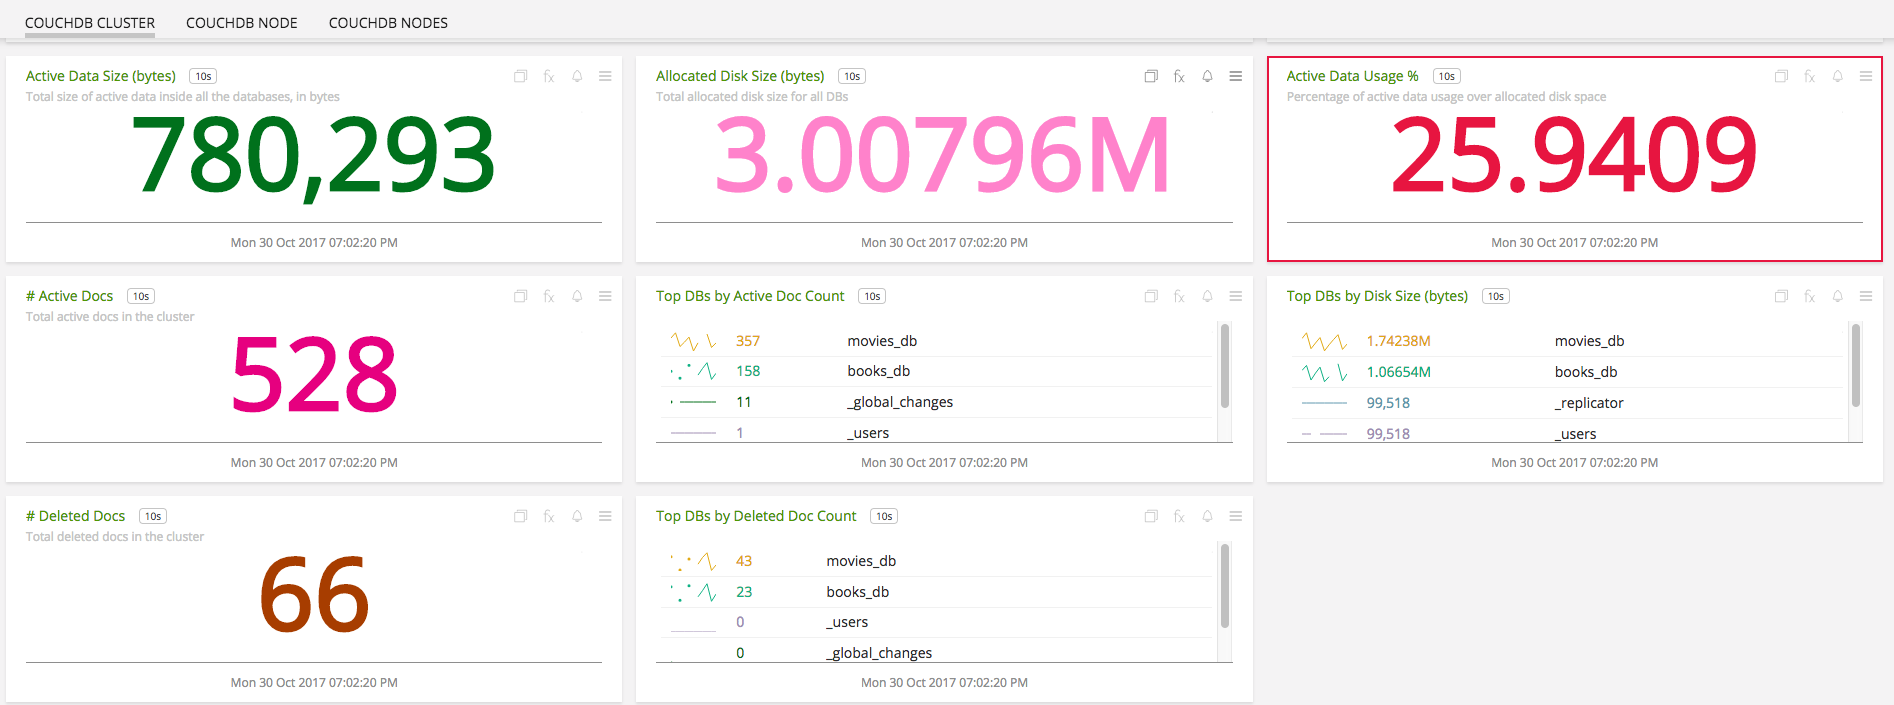 COUCHDB CLUSTER COUCHDB NODE COUCHDB NODES
Active Data Size (bytes) 10s fx
Total size of active data inside all the databases, in bytes
780,293
Mon 30 Oct 2017 07:02:20 PM
Allocated Disk Size (bytes) 10s fx
Total allocated disk size for all DBs
3.00796M
Mon 30 Oct 2017 07:02:20 PM
Active Data Usage % 10s fx
Percentage of active data usage over allocated disk space
25.9409
Mon 30 Oct 2017 07:02:20 PM
# Active Docs 10s fx
Total active docs in the cluster
528
Mon 30 Oct 2017 07:02:20 PM
Top DBs by Active Doc Count 10s fx
357 movies_db
158 books_db
11 _global_changes
1 _users
Mon 30 Oct 2017 07:02:20 PM
Top DBs by Disk Size (bytes) 10s fx
1.74238M movies_db
1.06654M books_db
99,518 _replicator
99,518 _users
Mon 30 Oct 2017 07:02:20 PM
# Deleted Docs 10s fx
Total deleted docs in the cluster
66
Mon 30 Oct 2017 07:02:20 PM
Top DBs by Deleted Doc Count 10s fx
43 movies_db
23 books_db
0 _users
0 _global_changes
Mon 30 Oct 2017 07:02:20 PM